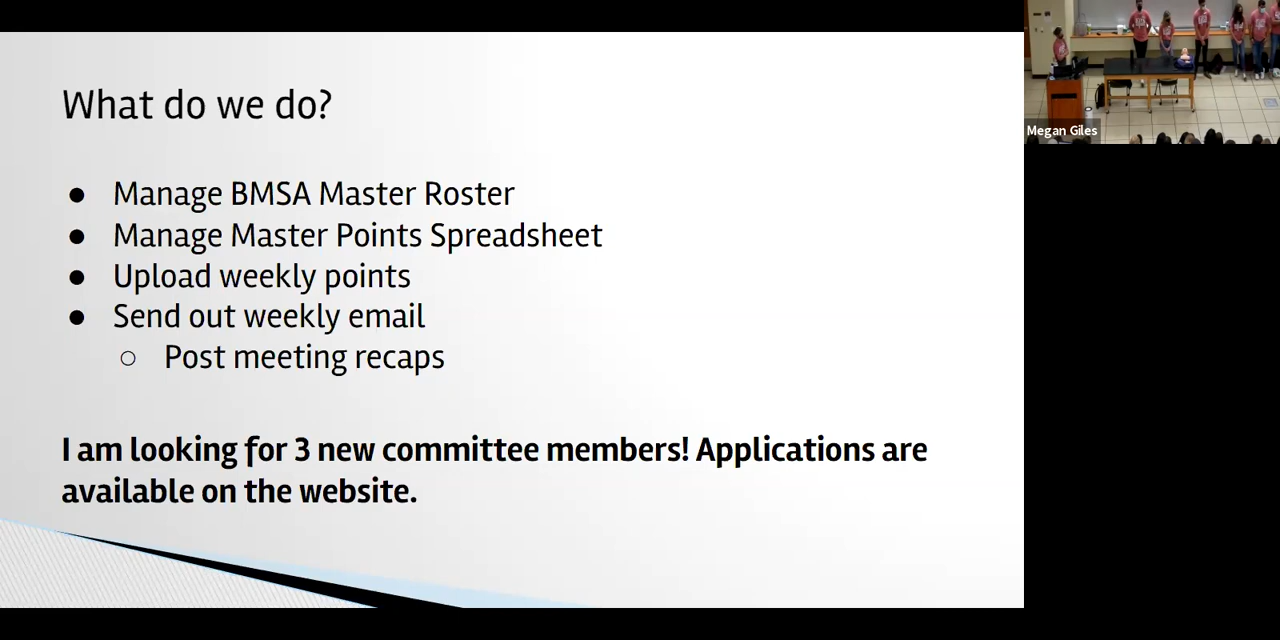 What do we do?
● Manage BMSA Master Roster
● Manage Master Points Spreadsheet
● Upload weekly points
● Send out weekly email
○ Post meeting recaps
I am looking for 3 new committee members! Applications are
available on the website.
Megan Giles